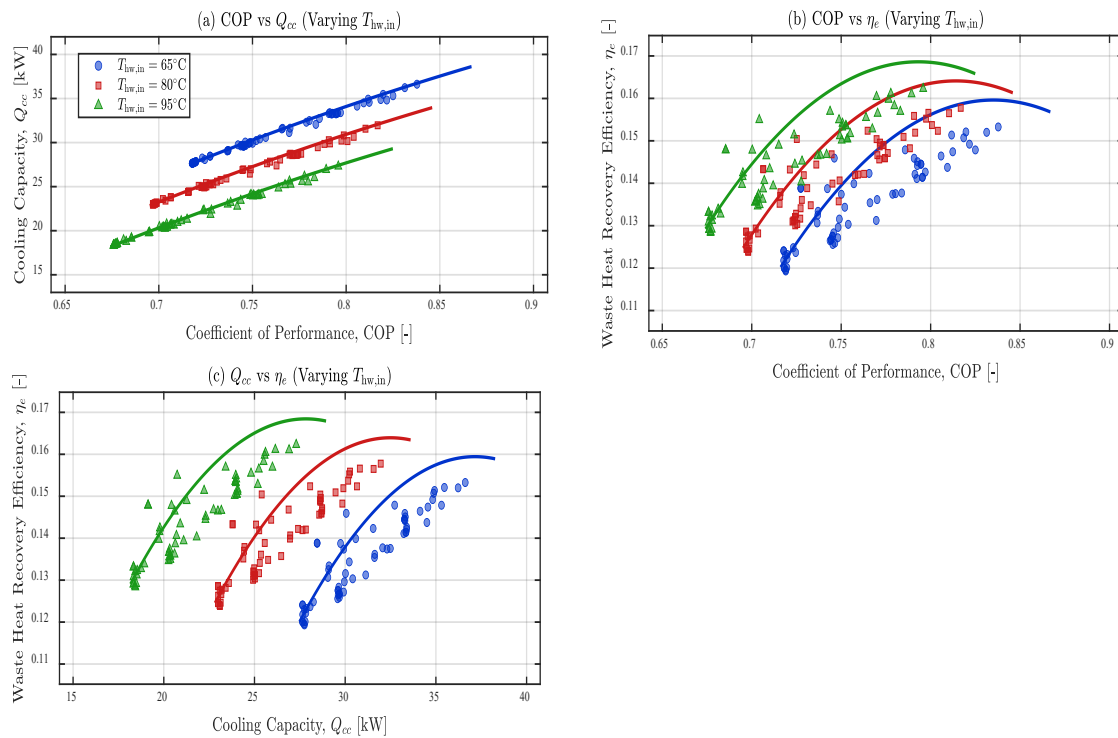 (a) COP vs Q_cc (Varying T_hw,in)
Cooling Capacity, Q_cc [kW]
40
35
30
25
20
15
T_hw,in = 65°C
T_hw,in = 80°C
T_hw,in = 95°C
0.65 0.7 0.75 0.8 0.85 0.9
Coefficient of Performance, COP [-]
(b) COP vs η_e (Varying T_hw,in)
Waste Heat Recovery Efficiency, η_e [-]
0.17
0.16
0.15
0.14
0.13
0.12
0.11
0.65 0.7 0.75 0.8 0.85 0.9
Coefficient of Performance, COP [-]
(c) Q_cc vs η_e (Varying T_hw,in)
Waste Heat Recovery Efficiency, η_e [-]
0.17
0.16
0.15
0.14
0.13
0.12
0.11
15 20 25 30 35 40
Cooling Capacity, Q_cc [kW]